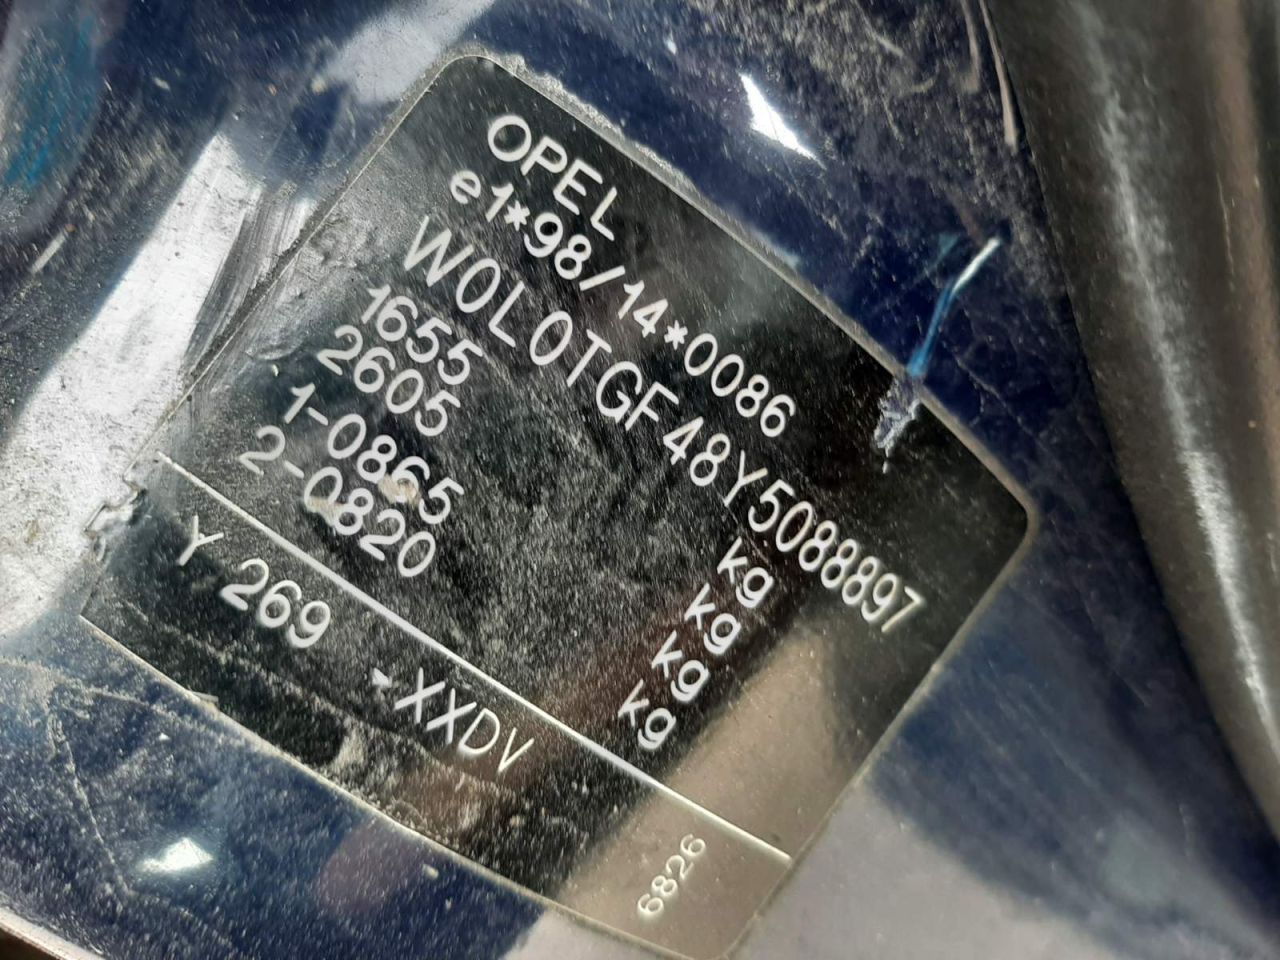 OPEL
e1*98/14*0086
W0L0TGF48Y5088897
1655 kg
2605 kg
1-0865 kg
2-0820 kg
Y 269 -XXDV
6826